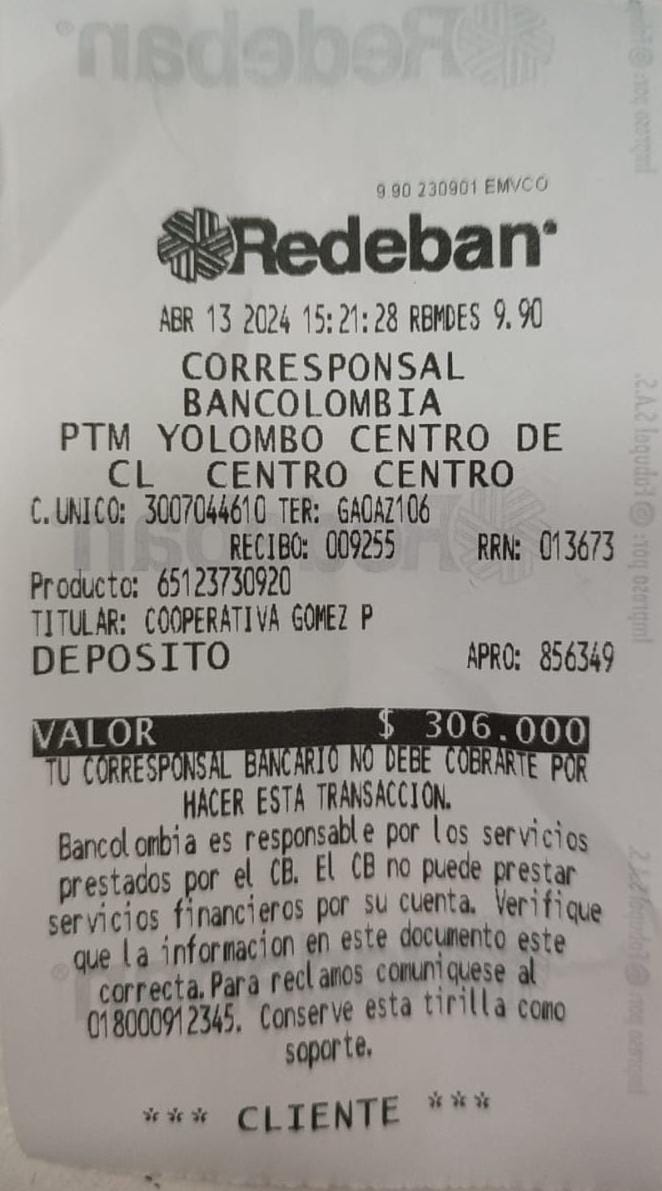 9.90 230901 EMVCO
Redeban
ABR 13 2024 15:21:28 RBMDES 9.90
CORRESPONSAL
BANCOLOMBIA
PTM YOLOMBO CENTRO DE
CL CENTRO CENTRO
C.UNICO: 3007044610 TER: GAOAZ106
RECIBO: 009255 RRN: 013673
Producto: 65123730920
TITULAR: COOPERATIVA GOMEZ P
DEPOSITO APRO: 856349
VALOR $ 306.000
TU CORRESPONSAL BANCARIO NO DEBE COBRARTE POR
HACER ESTA TRANSACCION.
Bancolombia es responsable por los servicios
prestados por el CB. El CB no puede prestar
servicios financieros por su cuenta. Verifique
que la informacion en este documento este
correcta.Para reclamos comuniquese al
018000912345. Conserve esta tirilla como
soporte.
*** CLIENTE ***